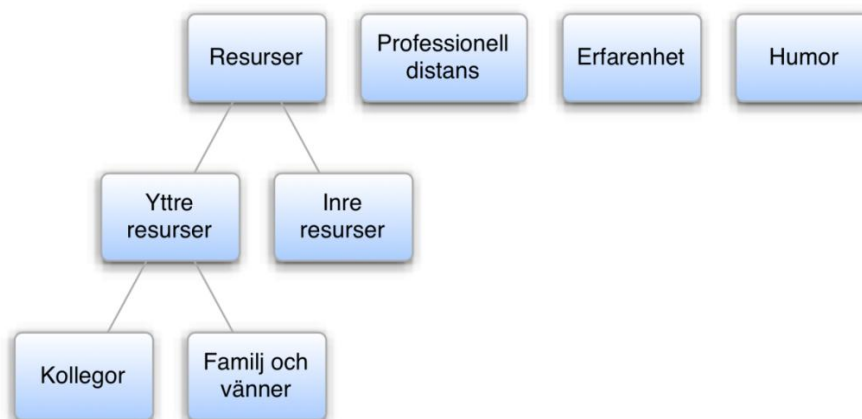 Resurser
Professionell
distans
Erfarenhet
Humor
Yttre
resurser
Inre
resurser
Kollegor
Familj och
vänner